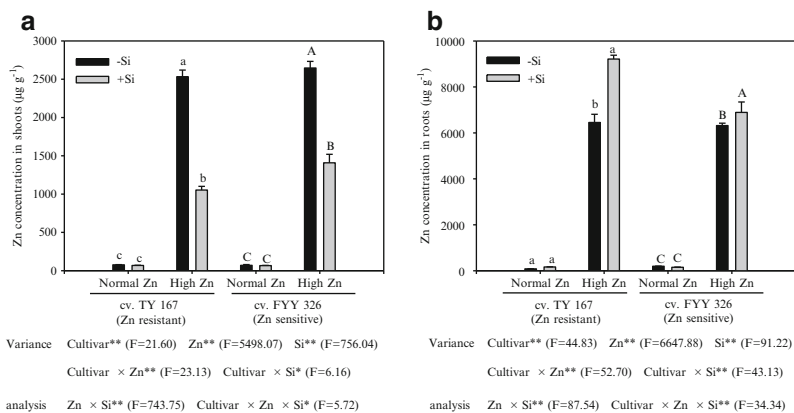 a
3000
2500
2000
1500
1000
500
0
Zn concentration in shoots (µg g⁻¹)
-Si
+Si
c c a b C C A B
Normal Zn High Zn Normal Zn High Zn
cv. TY 167 cv. FYY 326
(Zn resistant) (Zn sensitive)
Variance Cultivar** (F=21.60) Zn** (F=5498.07) Si** (F=756.04)
Cultivar × Zn** (F=23.13) Cultivar × Si* (F=6.16)
analysis Zn × Si** (F=743.75) Cultivar × Zn × Si* (F=5.72)
b
10000
8000
6000
4000
2000
0
Zn concentration in roots (µg g⁻¹)
-Si
+Si
a a b a C C B A
Normal Zn High Zn Normal Zn High Zn
cv. TY 167 cv. FYY 326
(Zn resistant) (Zn sensitive)
Variance Cultivar** (F=44.83) Zn** (F=6647.88) Si** (F=91.22)
Cultivar × Zn** (F=52.70) Cultivar × Si** (F=43.13)
analysis Zn × Si** (F=87.54) Cultivar × Zn × Si** (F=34.34)